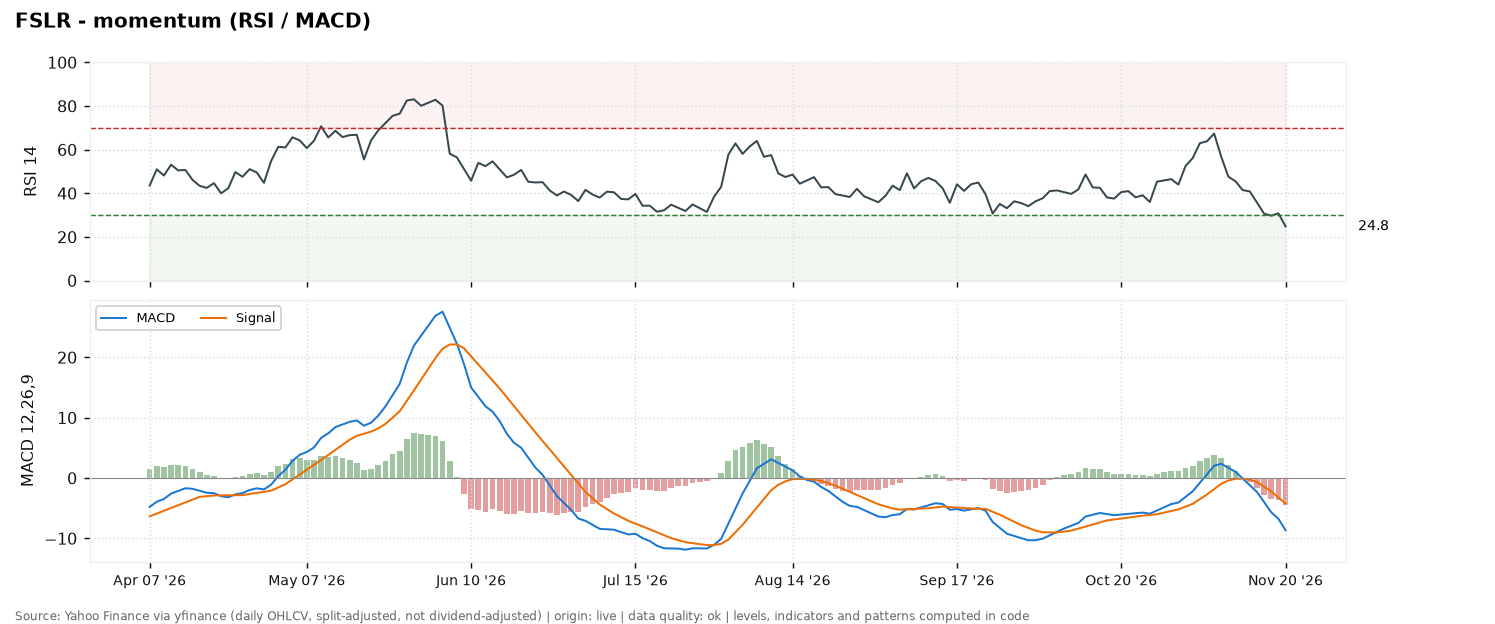 FSLR - momentum (RSI / MACD)
100
80
60
40
20
0
RSI 14
24.8
MACD
Signal
20
10
0
−10
MACD 12,26,9
Apr 07 '26
May 07 '26
Jun 10 '26
Jul 15 '26
Aug 14 '26
Sep 17 '26
Oct 20 '26
Nov 20 '26
Source: Yahoo Finance via yfinance (daily OHLCV, split-adjusted, not dividend-adjusted) | origin: live | data quality: ok | levels, indicators and patterns computed in code